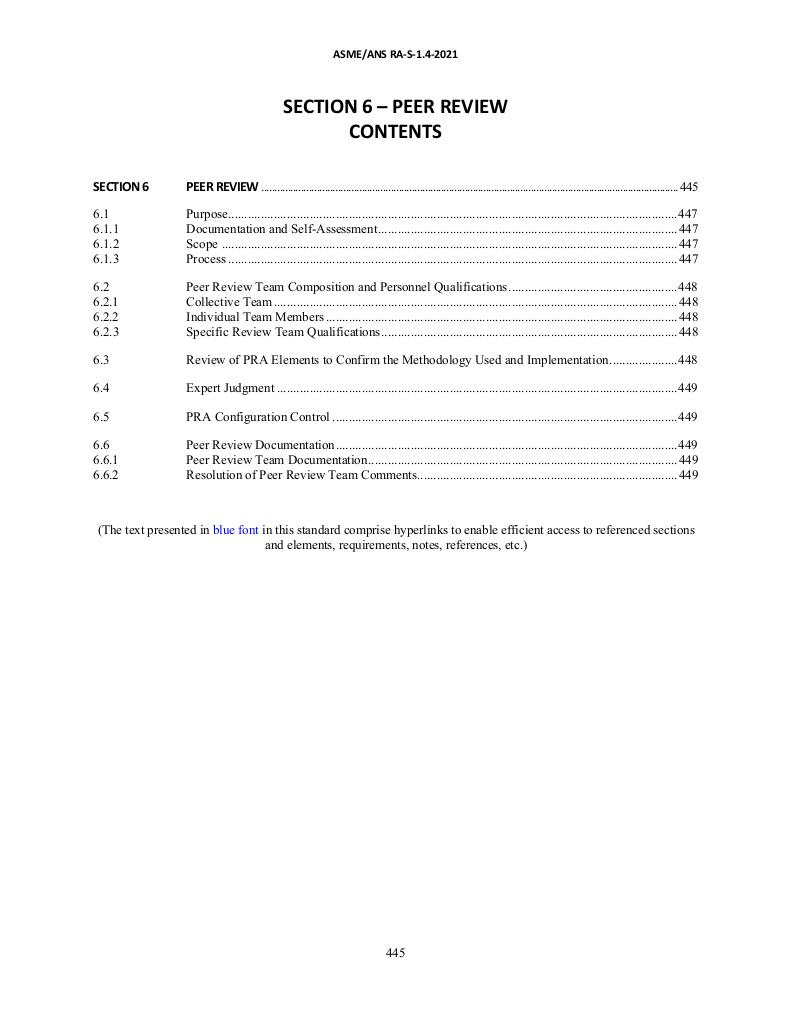 ASME/ANS RA-S-1.4-2021
SECTION 6 – PEER REVIEW
CONTENTS
SECTION 6 PEER REVIEW ..... 445
6.1 Purpose ..... 447
6.1.1 Documentation and Self-Assessment ..... 447
6.1.2 Scope ..... 447
6.1.3 Process ..... 447
6.2 Peer Review Team Composition and Personnel Qualifications ..... 448
6.2.1 Collective Team ..... 448
6.2.2 Individual Team Members ..... 448
6.2.3 Specific Review Team Qualifications ..... 448
6.3 Review of PRA Elements to Confirm the Methodology Used and Implementation ..... 448
6.4 Expert Judgment ..... 449
6.5 PRA Configuration Control ..... 449
6.6 Peer Review Documentation ..... 449
6.6.1 Peer Review Team Documentation ..... 449
6.6.2 Resolution of Peer Review Team Comments ..... 449
(The text presented in blue font in this standard comprise hyperlinks to enable efficient access to referenced sections
and elements, requirements, notes, references, etc.)
445